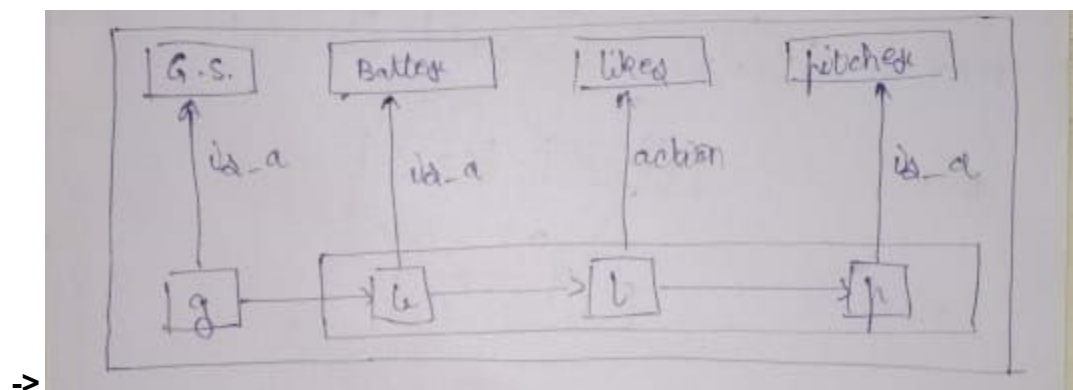 G.S. Batter likes pitcher
is_a is_a action is_a
g b l p
->